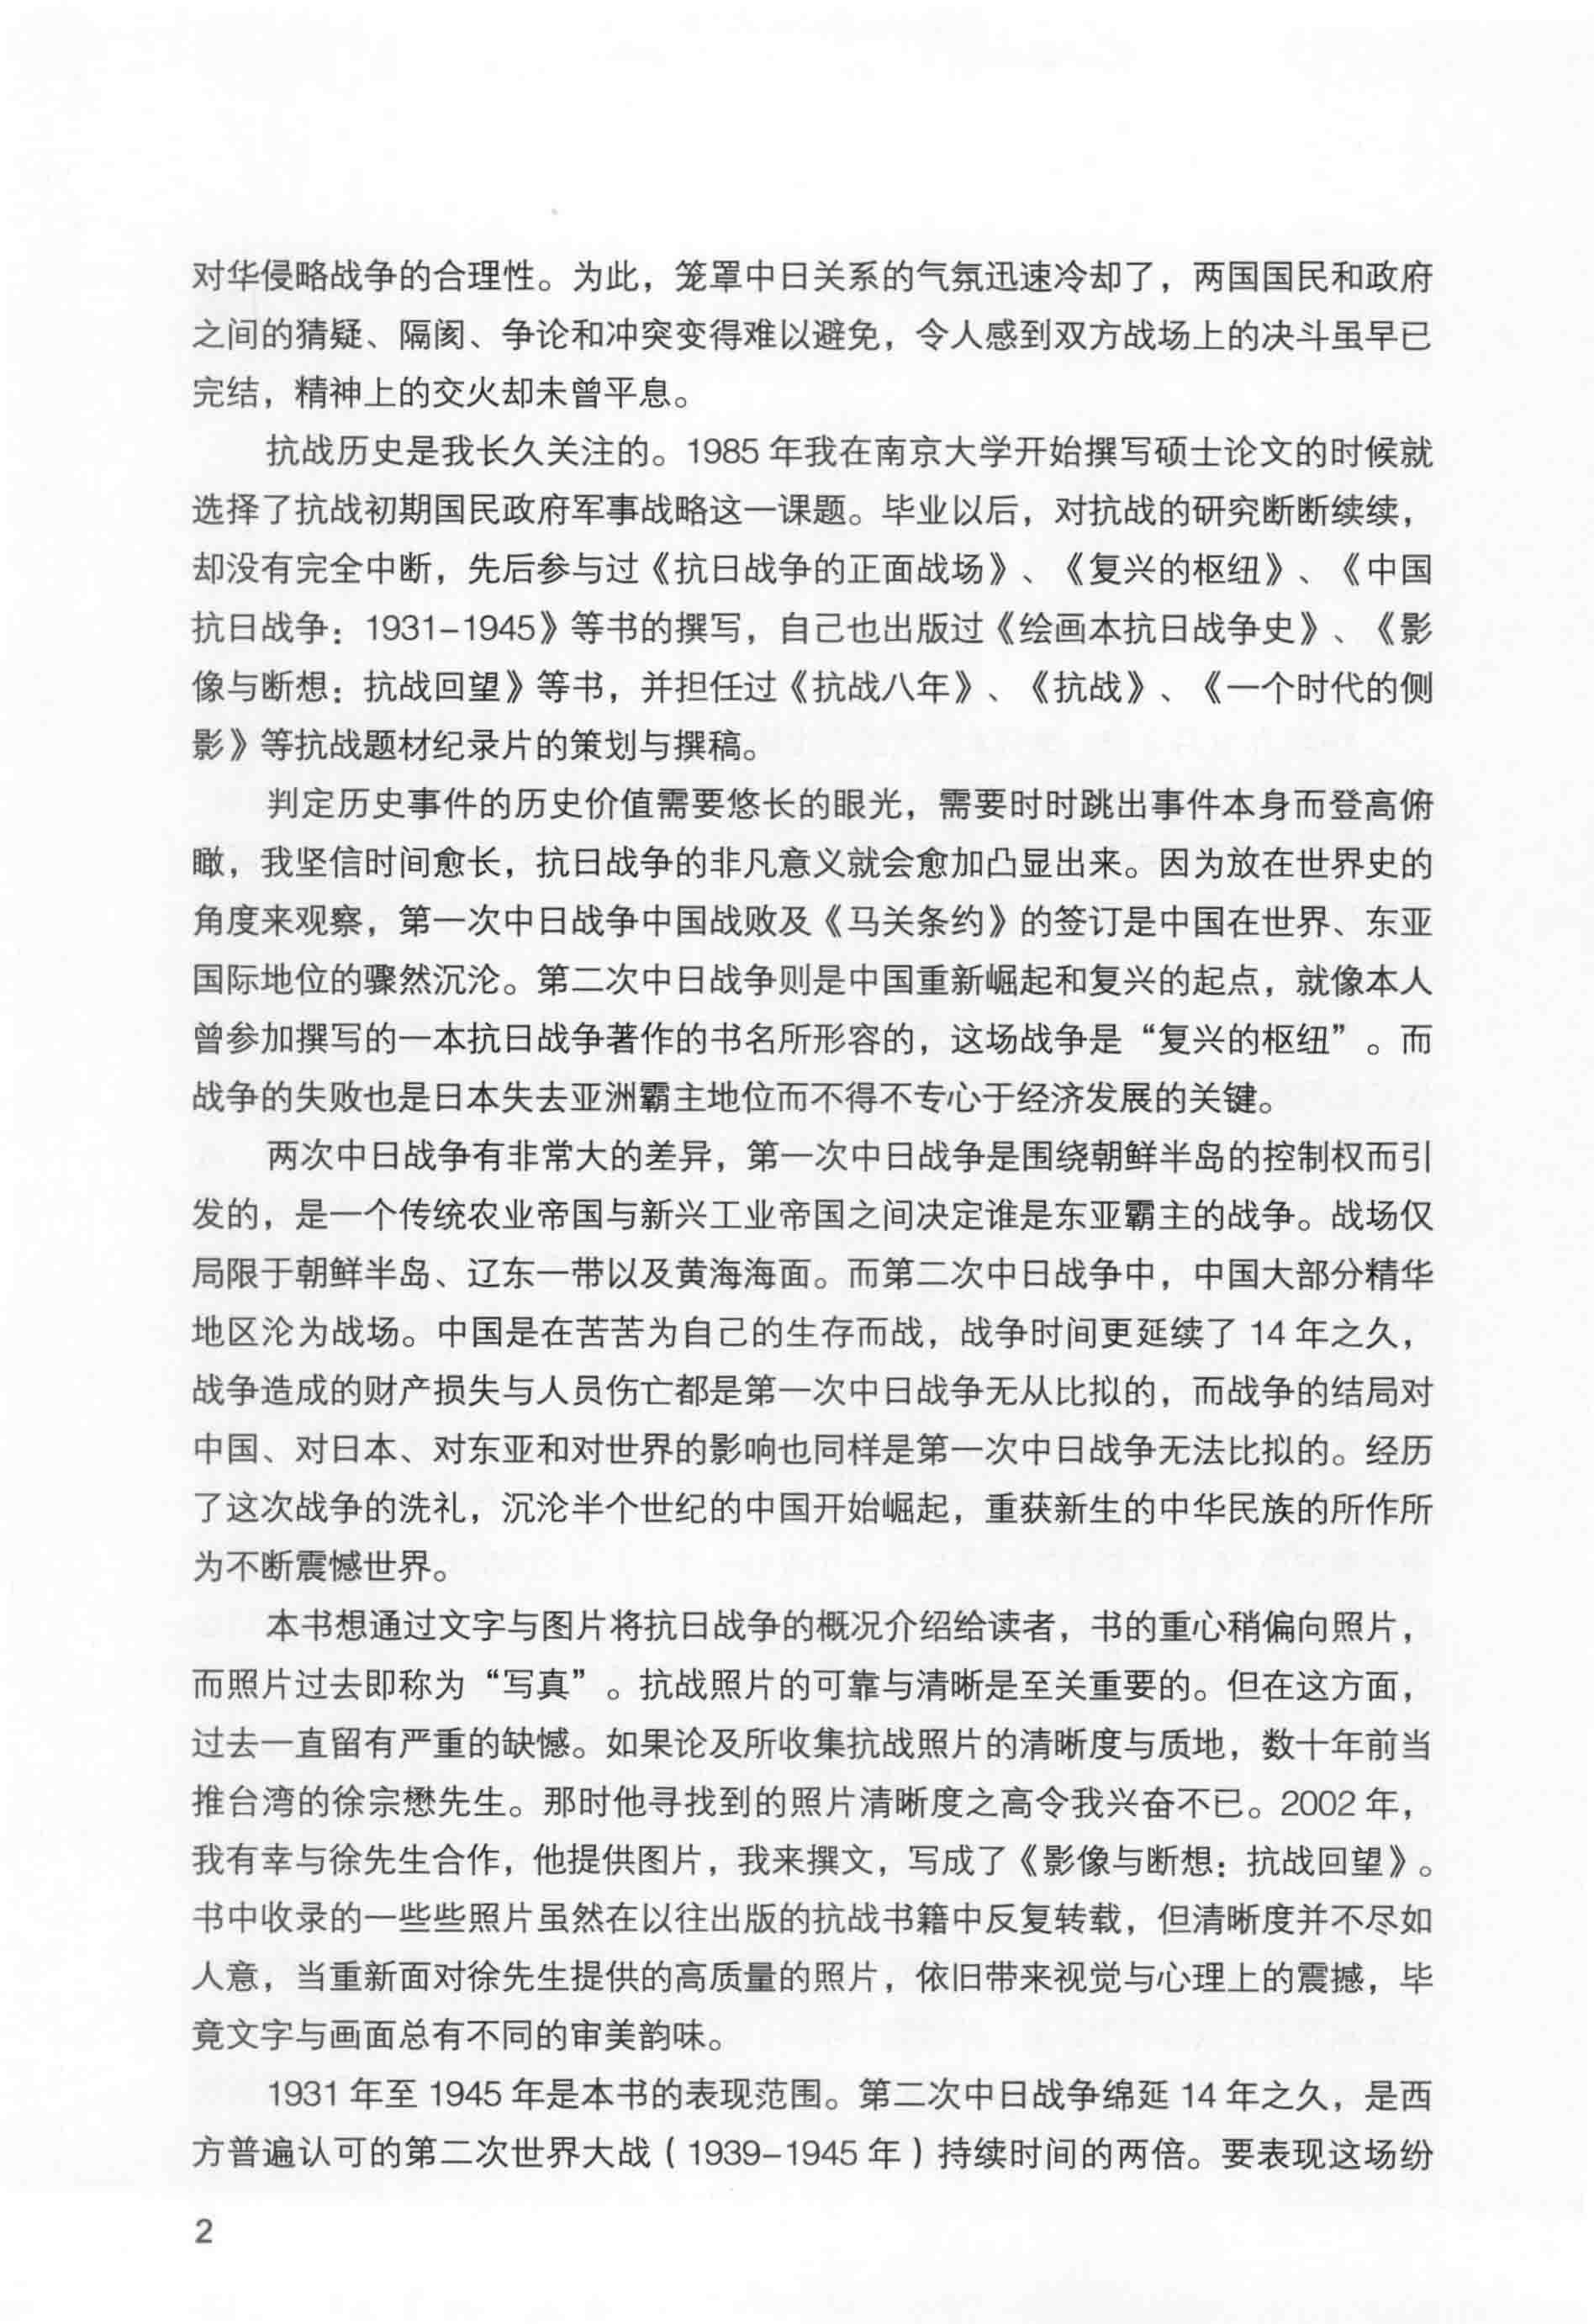 对华侵略战争的合理性。为此，笼罩中日关系的气氛迅速冷却了，两国国民和政府
之间的猜疑、隔阂、争论和冲突变得难以避免，令人感到双方战场上的决斗虽早已
完结，精神上的交火却未曾平息。
抗战历史是我长久关注的。1985 年我在南京大学开始撰写硕士论文的时候就
选择了抗战初期国民政府军事战略这一课题。毕业以后，对抗战的研究断断续续，
却没有完全中断，先后参与过《抗日战争的正面战场》、《复兴的枢纽》、《中国
抗日战争：1931–1945》等书的撰写，自己也出版过《绘画本抗日战争史》、《影
像与断想：抗战回望》等书，并担任过《抗战八年》、《抗战》、《一个时代的侧
影》等抗战题材纪录片的策划与撰稿。
判定历史事件的历史价值需要悠长的眼光，需要时时跳出事件本身而登高俯
瞰，我坚信时间愈长，抗日战争的非凡意义就会愈加凸显出来。因为放在世界史的
角度来观察，第一次中日战争中国战败及《马关条约》的签订是中国在世界、东亚
国际地位的骤然沉沦。第二次中日战争则是中国重新崛起和复兴的起点，就像本人
曾参加撰写的一本抗日战争著作的书名所形容的，这场战争是“复兴的枢纽”。而
战争的失败也是日本失去亚洲霸主地位而不得不专心于经济发展的关键。
两次中日战争有非常大的差异，第一次中日战争是围绕朝鲜半岛的控制权而引
发的，是一个传统农业帝国与新兴工业帝国之间决定谁是东亚霸主的战争。战场仅
局限于朝鲜半岛、辽东一带以及黄海海面。而第二次中日战争中，中国大部分精华
地区沦为战场。中国是在苦苦为自己的生存而战，战争时间更延续了 14 年之久，
战争造成的财产损失与人员伤亡都是第一次中日战争无从比拟的，而战争的结局对
中国、对日本、对东亚和对世界的影响也同样是第一次中日战争无法比拟的。经历
了这次战争的洗礼，沉沦半个世纪的中国开始崛起，重获新生的中华民族的所作所
为不断震憾世界。
本书想通过文字与图片将抗日战争的概况介绍给读者，书的重心稍偏向照片，
而照片过去即称为“写真”。抗战照片的可靠与清晰是至关重要的。但在这方面，
过去一直留有严重的缺憾。如果论及所收集抗战照片的清晰度与质地，数十年前当
推台湾的徐宗懋先生。那时他寻找到的照片清晰度之高令我兴奋不已。2002 年，
我有幸与徐先生合作，他提供图片，我来撰文，写成了《影像与断想：抗战回望》。
书中收录的一些些照片虽然在以往出版的抗战书籍中反复转载，但清晰度并不尽如
人意，当重新面对徐先生提供的高质量的照片，依旧带来视觉与心理上的震撼，毕
竟文字与画面总有不同的审美韵味。
1931 年至 1945 年是本书的表现范围。第二次中日战争绵延 14 年之久，是西
方普遍认可的第二次世界大战（1939–1945 年）持续时间的两倍。要表现这场纷
2